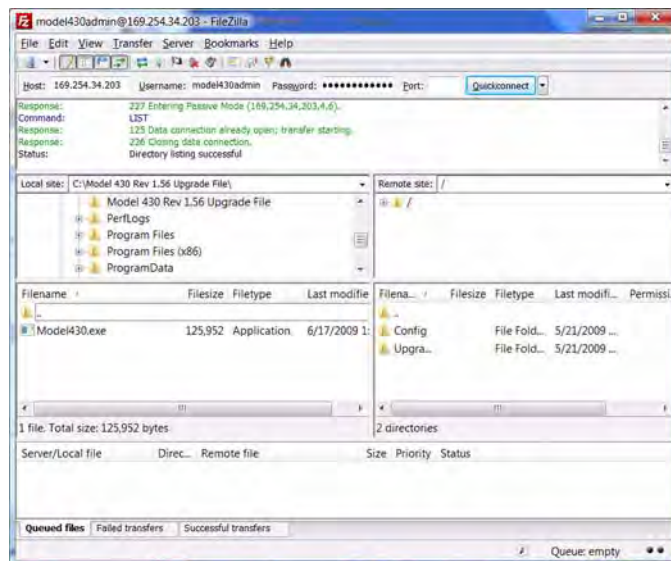 model430admin@169.254.34.203 - FileZilla
File Edit View Transfer Server Bookmarks Help
Host: 169.254.34.203 Username: model430admin Password: ●●●●●●●●●●●● Port: Quickconnect
Response: 227 Entering Passive Mode (169,254,34,203,4,6).
Command: LIST
Response: 125 Data connection already open; transfer starting.
Response: 226 Closing data connection.
Status: Directory listing successful
Local site: C:\Model 430 Rev 1.56 Upgrade File\
Remote site: /
Model 430 Rev 1.56 Upgrade File
PerfLogs
Program Files
Program Files (x86)
ProgramData
/
Filename Filesize Filetype Last modifie
..
Model430.exe 125,952 Application 6/17/2009 1:
1 file. Total size: 125,952 bytes
Filena... Filesize Filetype Last modifi... Permissi
..
Config File Fold... 5/21/2009 ...
Upgra... File Fold... 5/21/2009 ...
2 directories
Server/Local file Direc... Remote file Size Priority Status
Queued files Failed transfers Successful transfers
Queue: empty